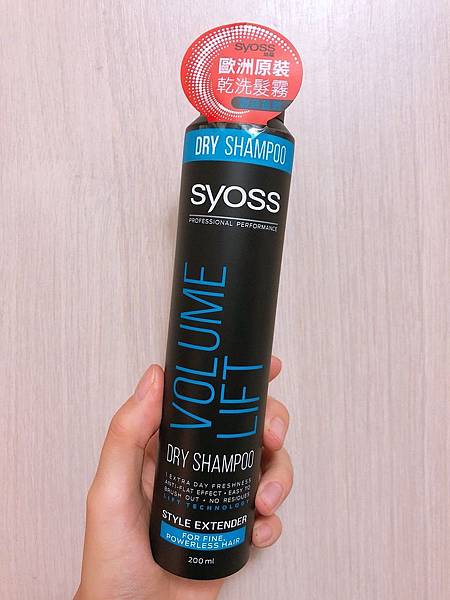 syoss
歐洲原裝
乾洗髮霧
DRY SHAMPOO
syoss
PROFESSIONAL PERFORMANCE
VOLUME
LIFT
DRY SHAMPOO
1 EXTRA DAY FRESHNESS
ANTI-FLAT EFFECT • EASY TO
BRUSH OUT • NO RESIDUES
LIFT TECHNOLOGY
STYLE EXTENDER
FOR FINE,
POWERLESS HAIR
200 ml